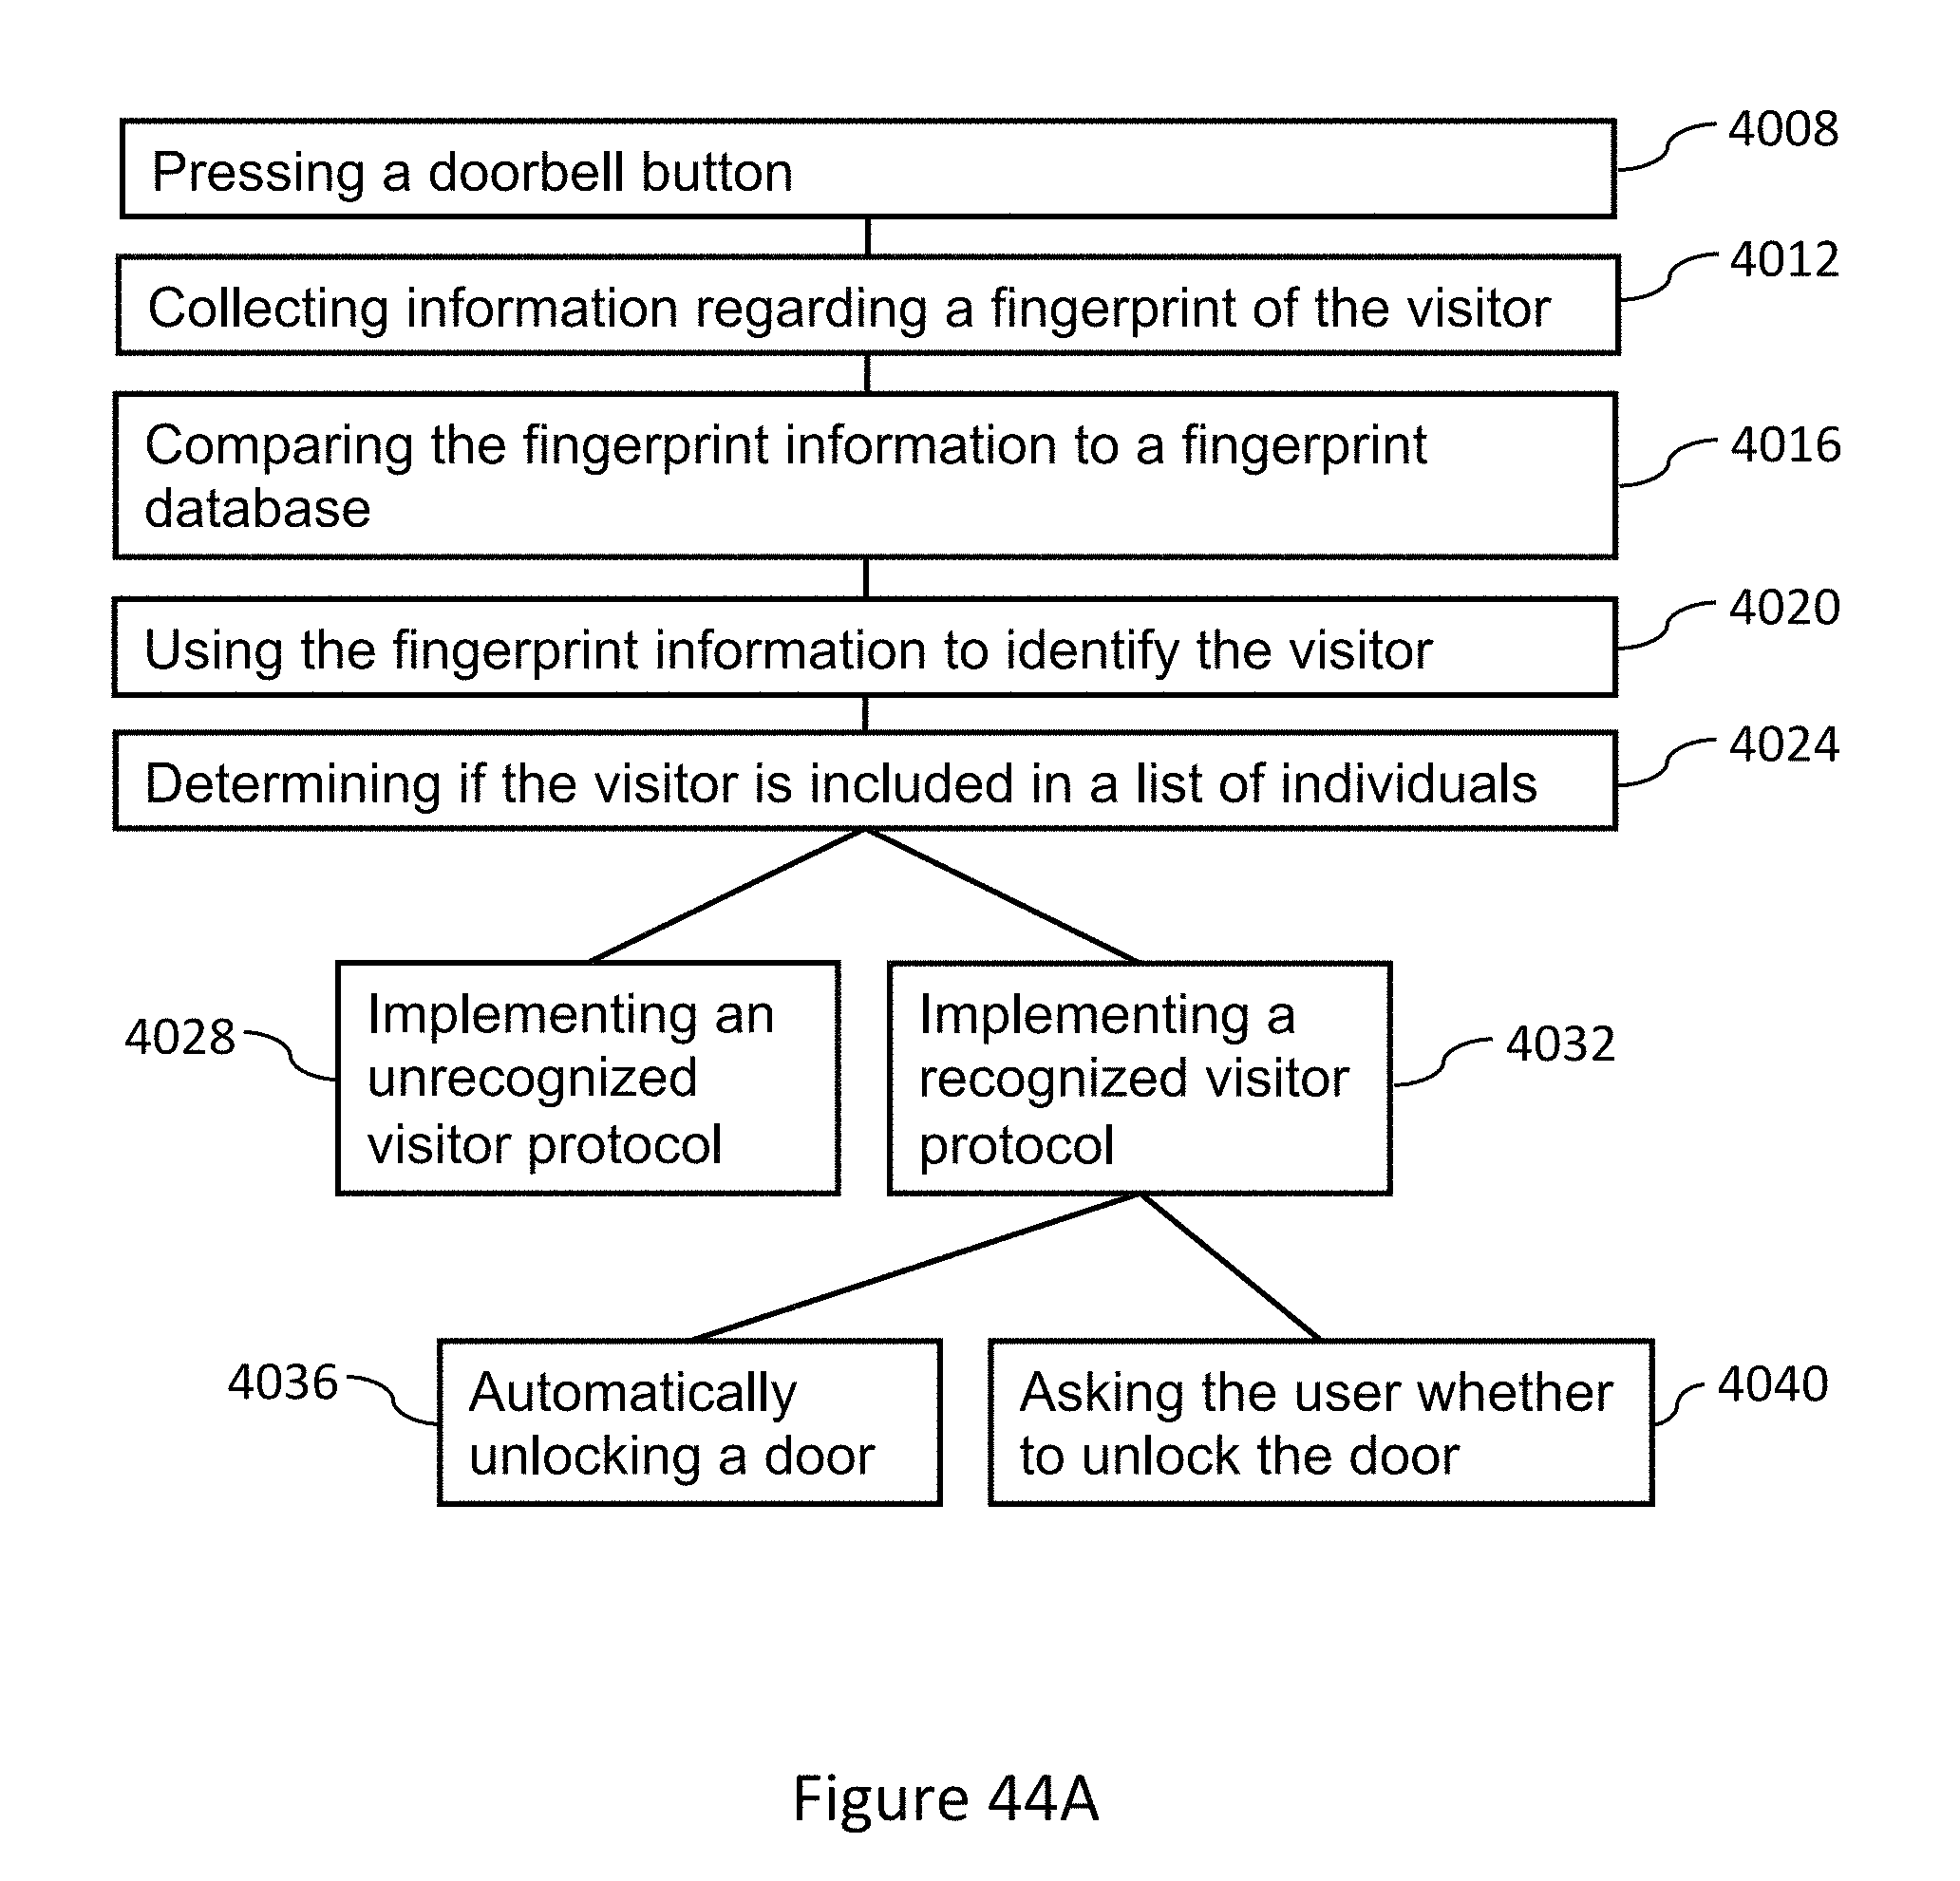 Pressing a doorbell button
4008
Collecting information regarding a fingerprint of the visitor
4012
Comparing the fingerprint information to a fingerprint
database
4016
Using the fingerprint information to identify the visitor
4020
Determining if the visitor is included in a list of individuals
4024
4028
Implementing an
unrecognized
visitor protocol
Implementing a
recognized visitor
protocol
4032
4036
Automatically
unlocking a door
Asking the user whether
to unlock the door
4040
Figure 44A